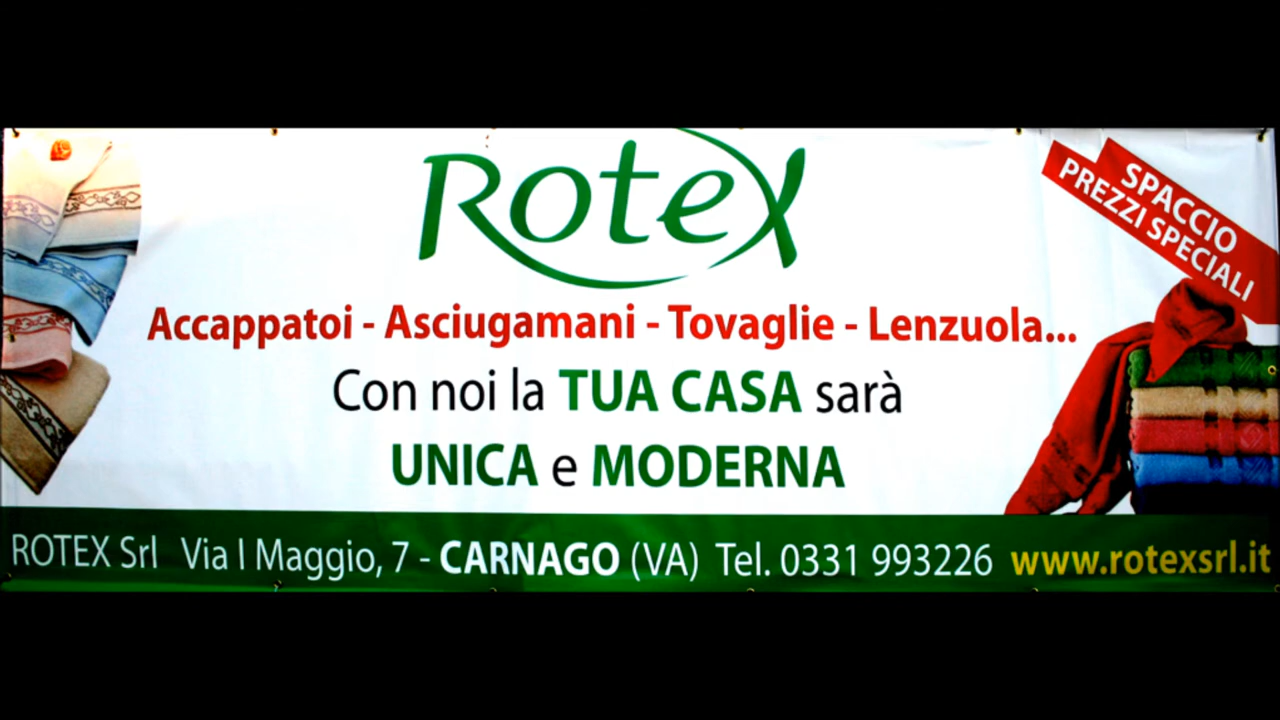 Rotex
SPACCIO
PREZZI SPECIALI
Accappatoi - Asciugamani - Tovaglie - Lenzuola...
Con noi la TUA CASA sarà
UNICA e MODERNA
ROTEX Srl Via I Maggio, 7 - CARNAGO (VA) Tel. 0331 993226 www.rotexsrl.it